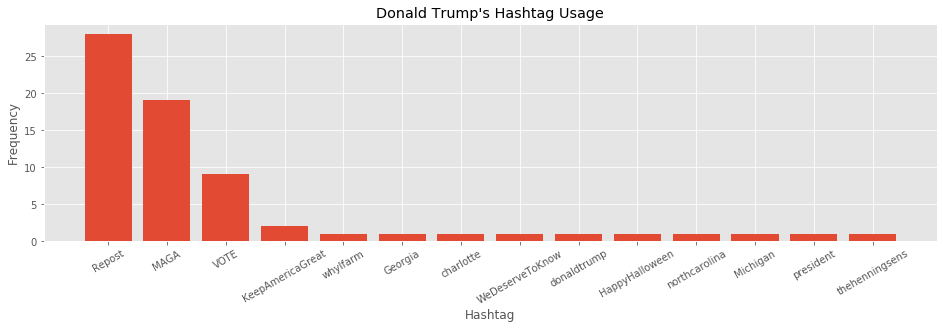 Donald Trump's Hashtag Usage
Frequency
25
20
15
10
5
0
Repost
MAGA
VOTE
KeepAmericaGreat
whyIfarm
Georgia
charlotte
WeDeserveToKnow
donaldtrump
HappyHalloween
northcarolina
Michigan
president
thehenningsens
Hashtag